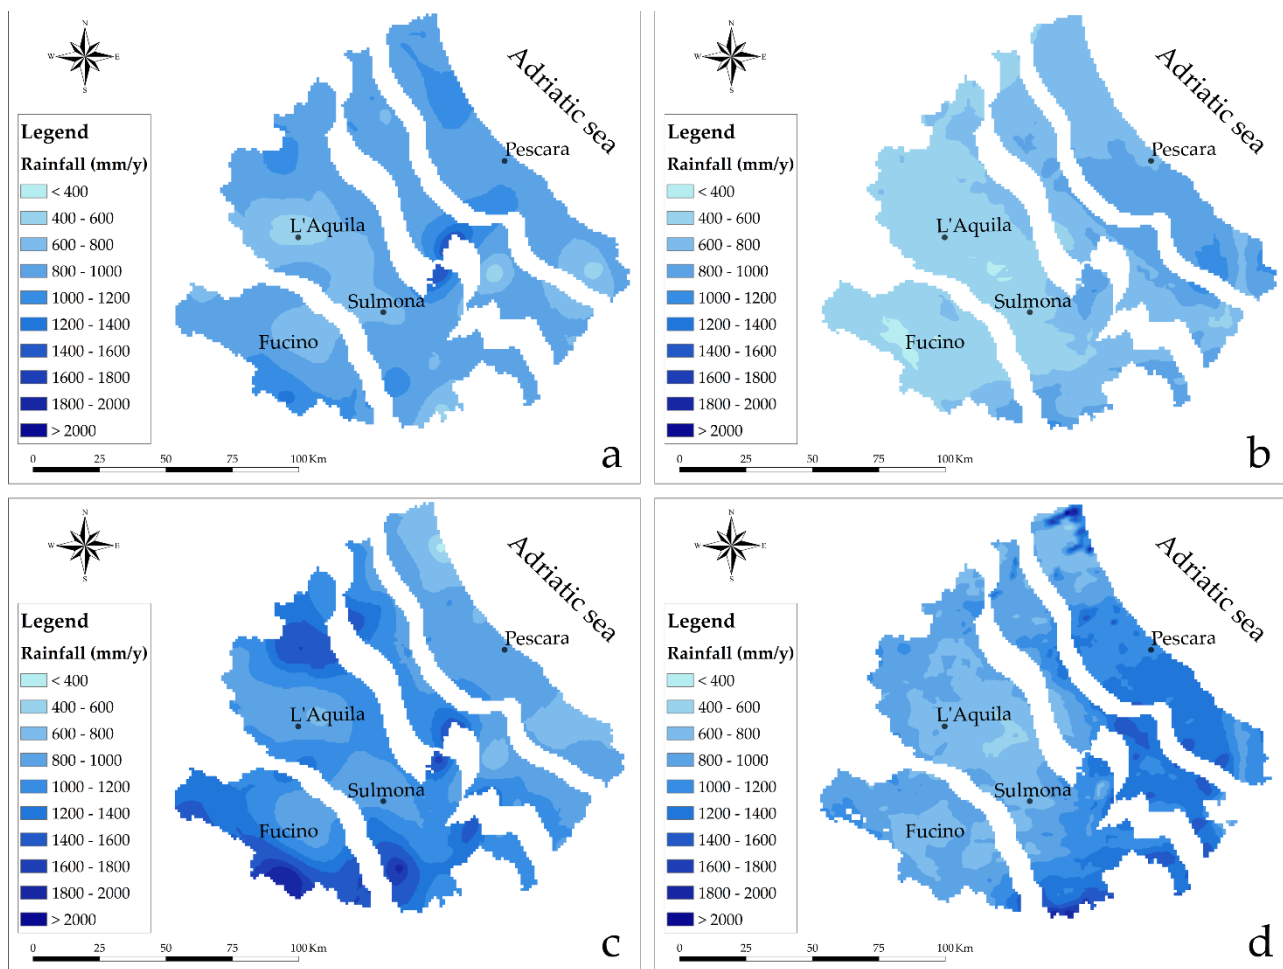 N
W E
S
Adriatic sea
Legend
Rainfall (mm/y)
< 400
400 - 600
600 - 800
800 - 1000
1000 - 1200
1200 - 1400
1400 - 1600
1600 - 1800
1800 - 2000
> 2000
Pescara
L'Aquila
Sulmona
Fucino
0 25 50 75 100 Km
a
N
W E
S
Adriatic sea
Legend
Rainfall (mm/y)
< 400
400 - 600
600 - 800
800 - 1000
1000 - 1200
1200 - 1400
1400 - 1600
1600 - 1800
1800 - 2000
> 2000
Pescara
L'Aquila
Sulmona
Fucino
0 25 50 75 100 Km
b
N
W E
S
Adriatic sea
Legend
Rainfall (mm/y)
< 400
400 - 600
600 - 800
800 - 1000
1000 - 1200
1200 - 1400
1400 - 1600
1600 - 1800
1800 - 2000
> 2000
Pescara
L'Aquila
Sulmona
Fucino
0 25 50 75 100 Km
c
N
W E
S
Adriatic sea
Legend
Rainfall (mm/y)
< 400
400 - 600
600 - 800
800 - 1000
1000 - 1200
1200 - 1400
1400 - 1600
1600 - 1800
1800 - 2000
> 2000
Pescara
L'Aquila
Sulmona
Fucino
0 25 50 75 100 Km
d